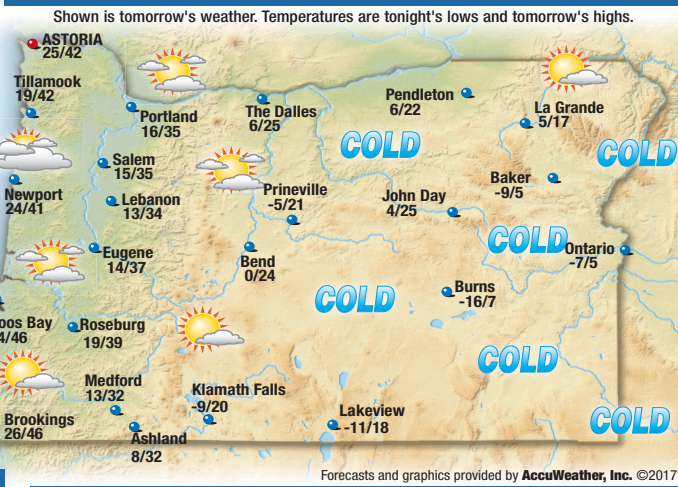 Shown is tomorrow's weather. Temperatures are tonight's lows and tomorrow's highs.
ASTORIA
25/42
Tillamook
19/42
Portland
16/35
The Dalles
6/25
Pendleton
6/22
La Grande
5/17
COLD
COLD
Salem
15/35
Newport
24/41
Lebanon
13/34
Prineville
-5/21
John Day
4/25
Baker
-9/5
Eugene
14/37
Bend
0/24
COLD
Ontario
-7/5
COLD
Burns
-16/7
oos Bay
4/46
Roseburg
19/39
COLD
Medford
13/32
Klamath Falls
-9/20
Brookings
26/46
Ashland
8/32
Lakeview
-11/18
COLD
Forecasts and graphics provided by AccuWeather, Inc. ©2017